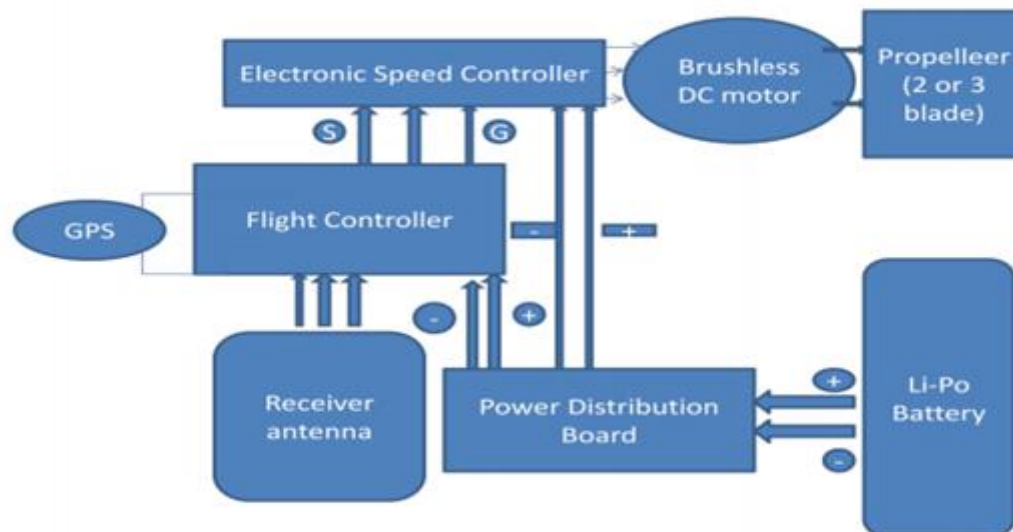 Electronic Speed Controller
Brushless
DC motor
Propelleer
(2 or 3
blade)
S
G
GPS
Flight Controller
-
+
-
+
Receiver
antenna
Power Distribution
Board
+
-
Li-Po
Battery